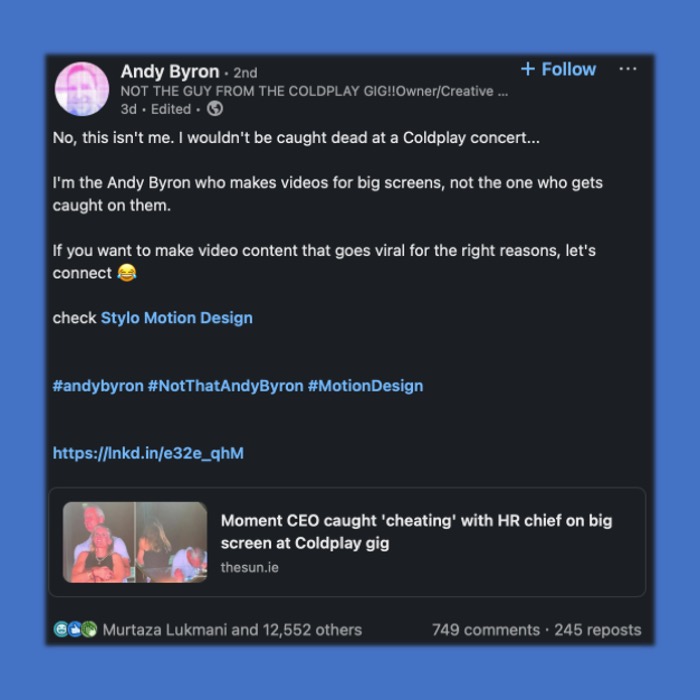 Andy Byron · 2nd
+ Follow ···
NOT THE GUY FROM THE COLDPLAY GIG!!Owner/Creative ...
3d · Edited ·
No, this isn't me. I wouldn't be caught dead at a Coldplay concert...
I'm the Andy Byron who makes videos for big screens, not the one who gets
caught on them.
If you want to make video content that goes viral for the right reasons, let's
connect 😂
check Stylo Motion Design
#andybyron #NotThatAndyByron #MotionDesign
https://lnkd.in/e32e_qhM
Moment CEO caught 'cheating' with HR chief on big
screen at Coldplay gig
thesun.ie
Murtaza Lukmani and 12,552 others
749 comments · 245 reposts